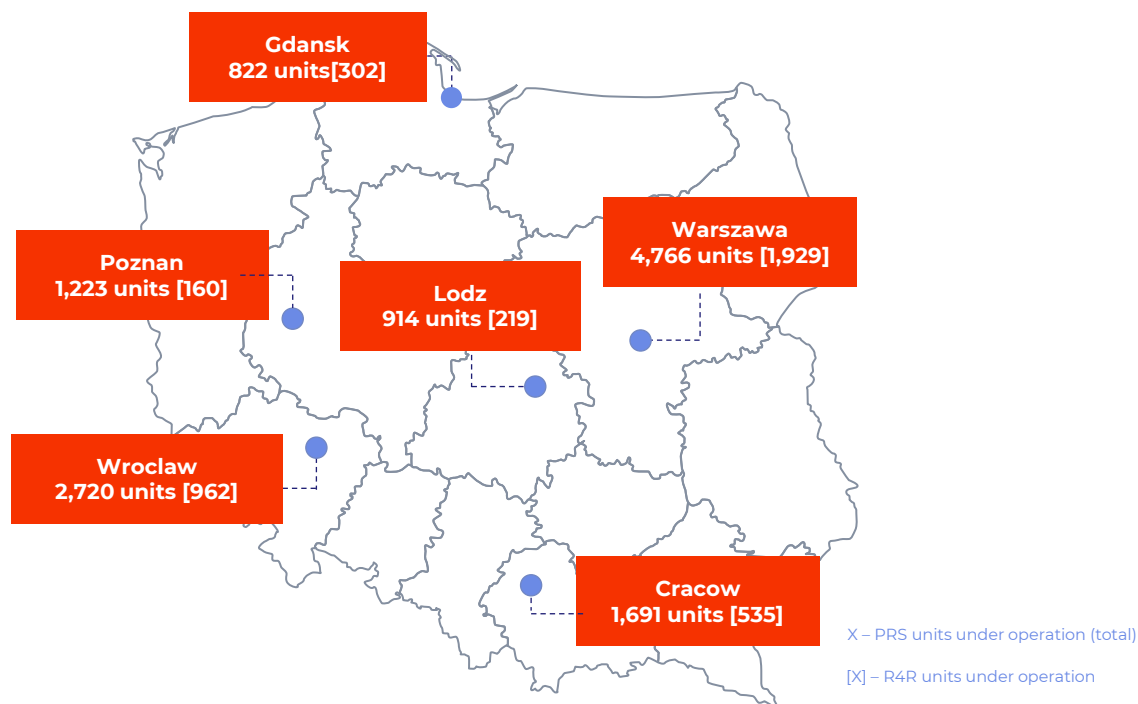 Gdansk
822 units[302]
Warszawa
4,766 units [1,929]
Poznan
1,223 units [160]
Lodz
914 units [219]
Wroclaw
2,720 units [962]
Cracow
1,691 units [535]
X – PRS units under operation (total)
[X] – R4R units under operation